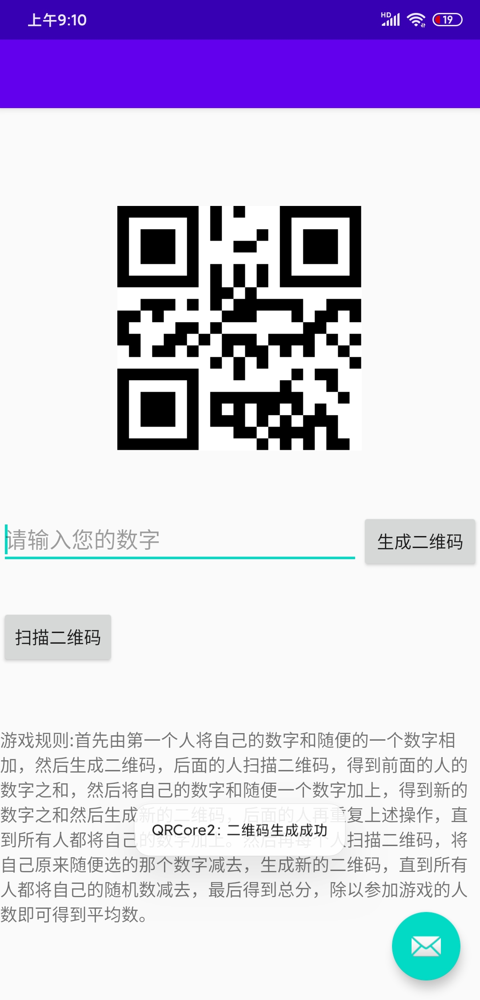 上午9:10
HD
19
请输入您的数字
生成二维码
扫描二维码
游戏规则:首先由第一个人将自己的数字和随便的一个数字相
加，然后生成二维码，后面的人扫描二维码，得到前面的人的
数字之和，然后将自己的数字和随便一个数字加上，得到新的
数字之和然后生成新的二维码，后面的人再重复上述操作，直
到所有人都将自己的数字加上。然后再每个人扫描二维码，将
自己原来随便选的那个数字减去，生成新的二维码，直到所有
人都将自己的随机数减去，最后得到总分，除以参加游戏的人
数即可得到平均数。
QRCore2: 二维码生成成功